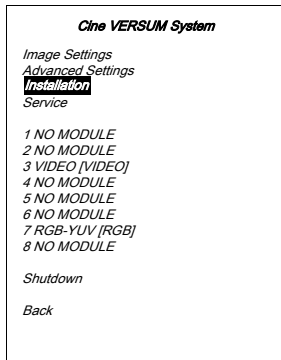 Cine VERSUM System
Image Settings
Advanced Settings
Installation
Service
1 NO MODULE
2 NO MODULE
3 VIDEO [VIDEO]
4 NO MODULE
5 NO MODULE
6 NO MODULE
7 RGB-YUV [RGB]
8 NO MODULE
Shutdown
Back